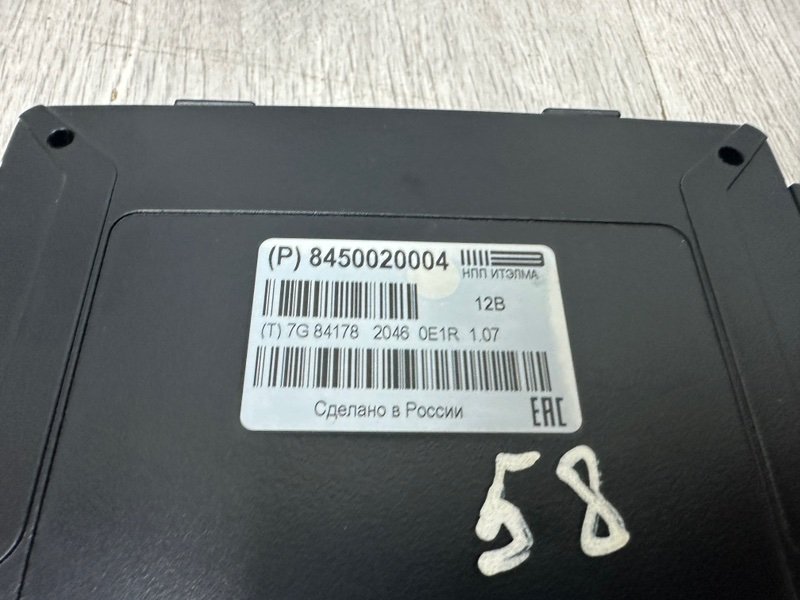 (P) 8450020004
НПП ИТЭЛМА
12В
(T) 7G 84178 2046 0E1R 1.07
Сделано в России
EAC
58